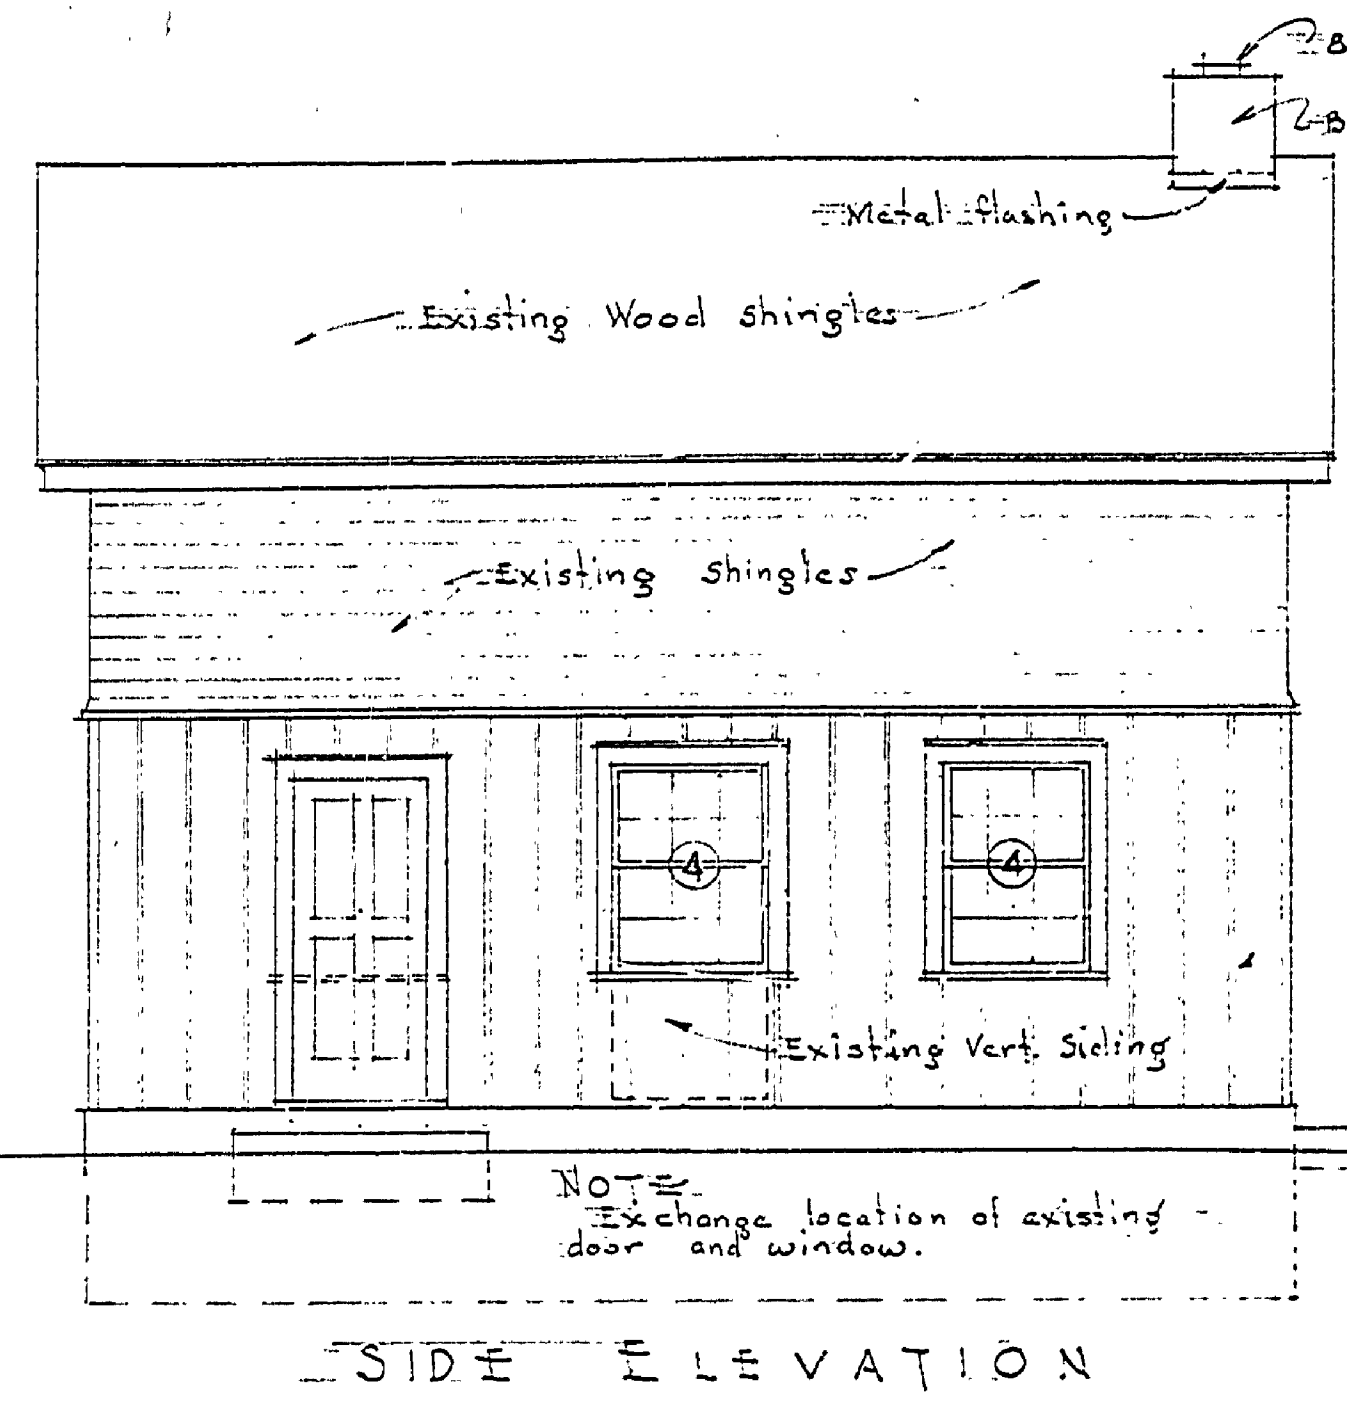 B
B
Metal flashing
Existing Wood Shingles
Existing Shingles
4
4
Existing Vert. Siding
NOTE
Exchange location of existing
door and window.
SIDE ELEVATION